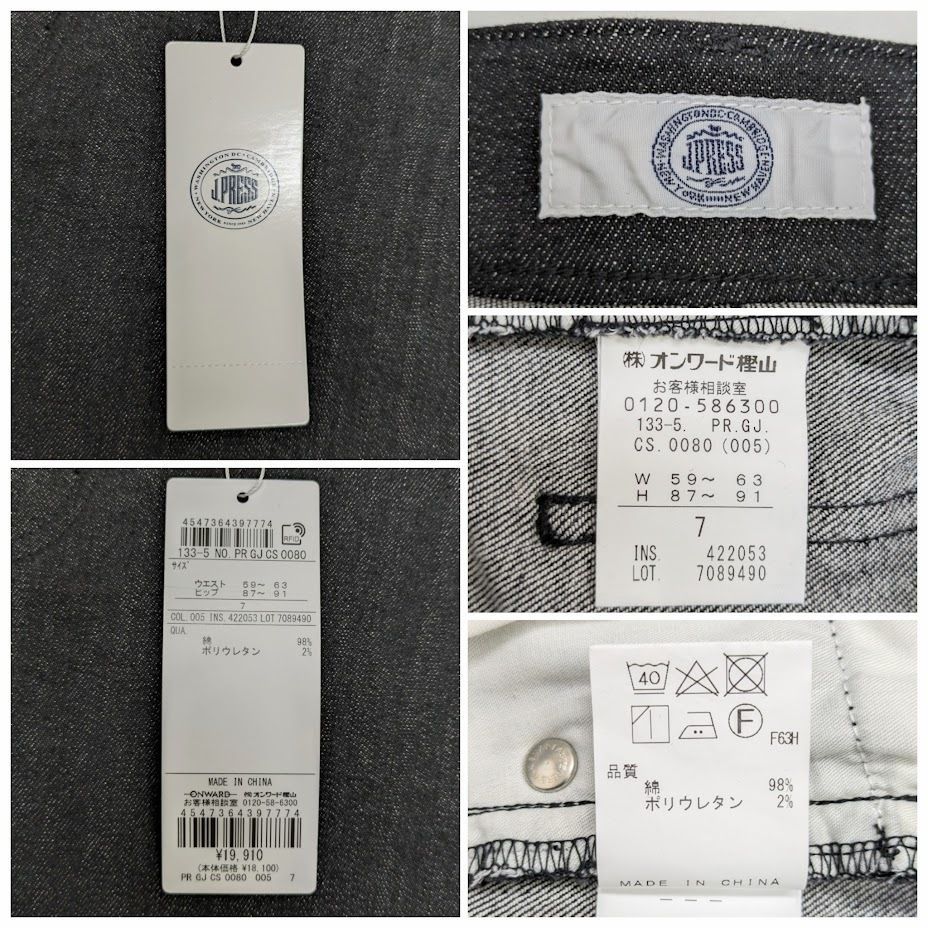 WASHINGTON DC · CAMBRIDGE
J.PRESS
NEW YORK SINCE 1902 NEW HAVEN
WASHINGTON DC·CAMBRIDGE
J.PRESS
NEW YORK NEW HAVEN
㈱オンワード樫山
お客様相談室
0120-586300
133-5. PR.GJ.
CS.0080 (005)
W 59～ 63
H 87～ 91
7
INS. 422053
LOT. 7089490
4547364397774
RFID
133-5 NO. PR GJ CS 0080
ｻｲｽﾞ
ウエスト 59～ 63
ヒップ 87～ 91
7
COL. 005 INS. 422053 LOT 7089490
QUA.
綿 98%
ポリウレタン 2%
MADE IN CHINA
ONWARD ㈱オンワード樫山
お客様相談室 0120-58-6300
4547364397774
¥19,910
(本体価格 ¥18,100)
PR GJ CS 0080 005 7
40
F
F63H
品質
綿 98%
ポリウレタン 2%
MADE IN CHINA